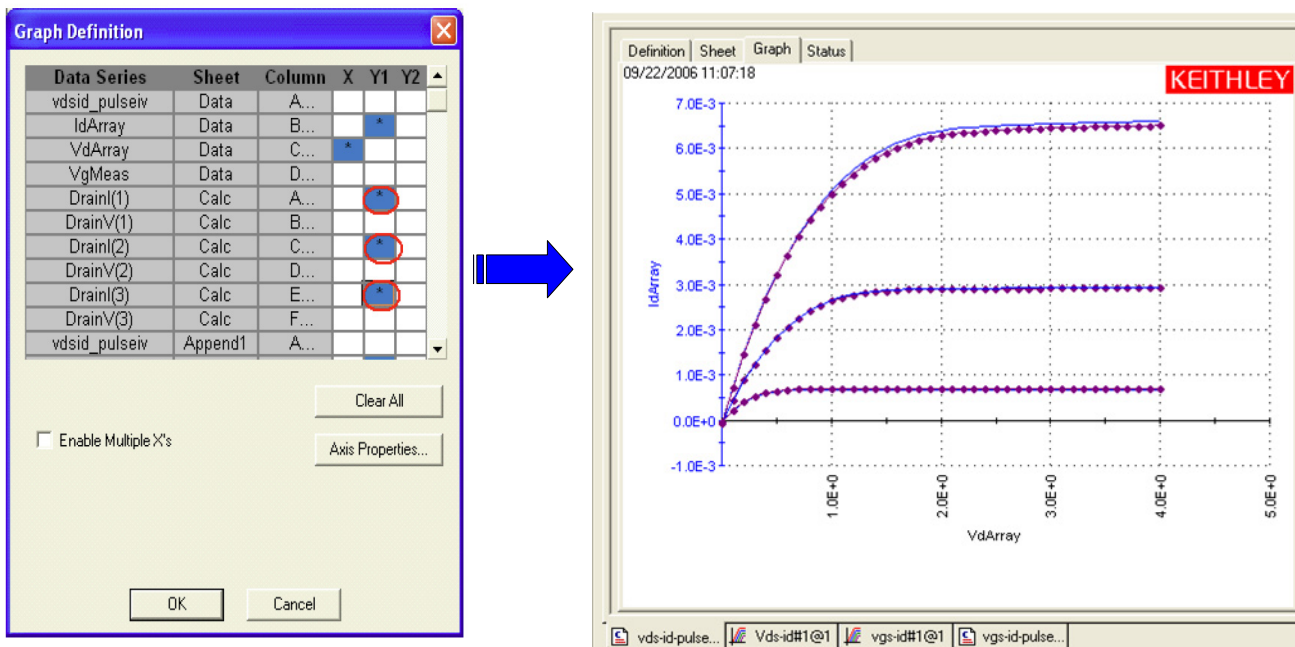 Graph Definition
Data Series Sheet Column X Y1 Y2
vdsid_pulseiv Data A...
IdArray Data B... *
VdArray Data C... *
VgMeas Data D...
DrainI(1) Calc A... *
DrainV(1) Calc B...
DrainI(2) Calc C... *
DrainV(2) Calc D...
DrainI(3) Calc E... *
DrainV(3) Calc F...
vdsid_pulseiv Append1 A...
Clear All
Enable Multiple X's
Axis Properties...
OK Cancel
Definition Sheet Graph Status
09/22/2006 11:07:18
KEITHLEY
7.0E-3
6.0E-3
5.0E-3
4.0E-3
3.0E-3
2.0E-3
1.0E-3
0.0E+0
-1.0E-3
IdArray
1.0E+0 2.0E+0 3.0E+0 4.0E+0 5.0E+0
VdArray
vds-id-pulse... Vds-id#1@1 vgs-id#1@1 vgs-id-pulse...